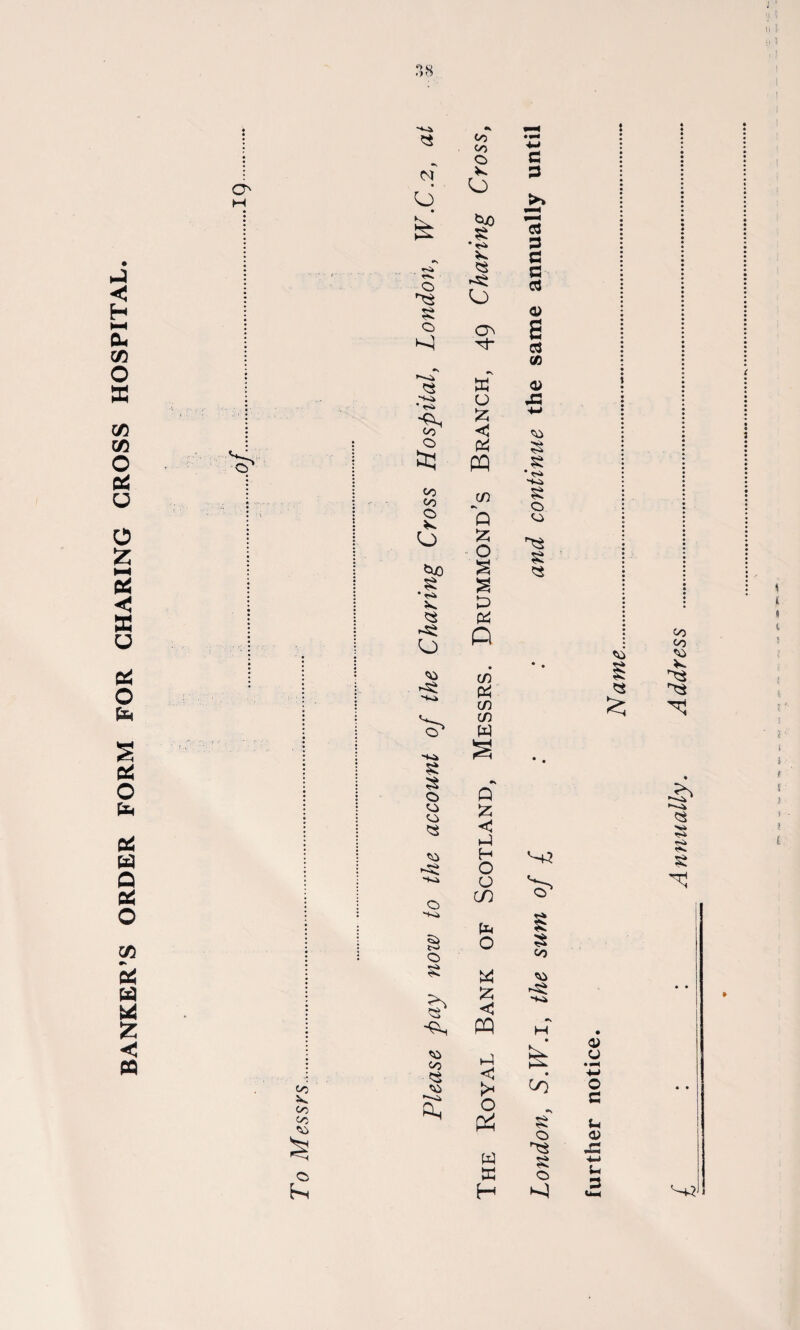 38
BANKER'S ORDER FORM FOR CHARING CROSS HOSPITAL.
19
To Messrs. of
Please pay now to the account of the Charing Cross Hospital, London, W.C.2, at
THE ROYAL BANK OF SCOTLAND, MESSRS. DRUMMOND'S BRANCH, 49 Charing Cross,
London, S.W.1, the sum of £ : : and continue the same annually until
further notice.
Name
£ : : Annually. Address